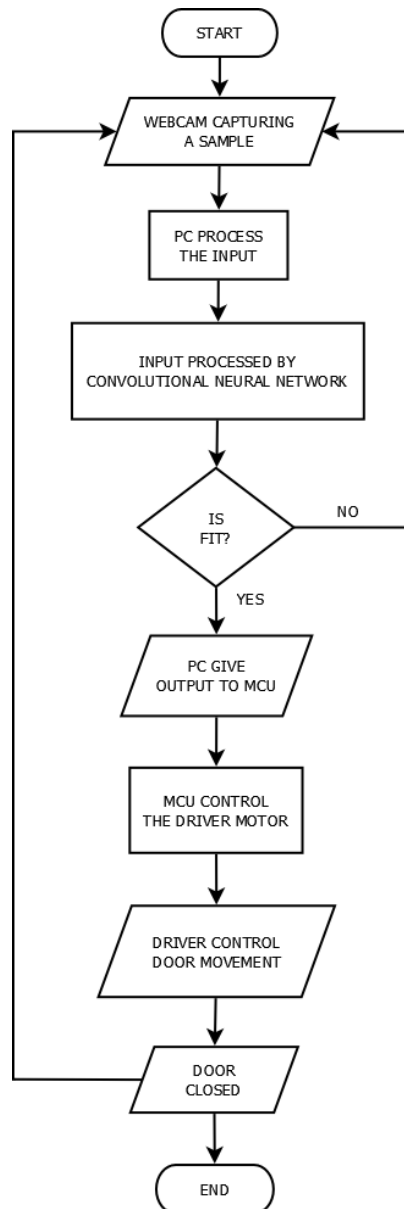 START
WEBCAM CAPTURING
A SAMPLE
PC PROCESS
THE INPUT
INPUT PROCESSED BY
CONVOLUTIONAL NEURAL NETWORK
IS
FIT?
NO
YES
PC GIVE
OUTPUT TO MCU
MCU CONTROL
THE DRIVER MOTOR
DRIVER CONTROL
DOOR MOVEMENT
DOOR
CLOSED
END